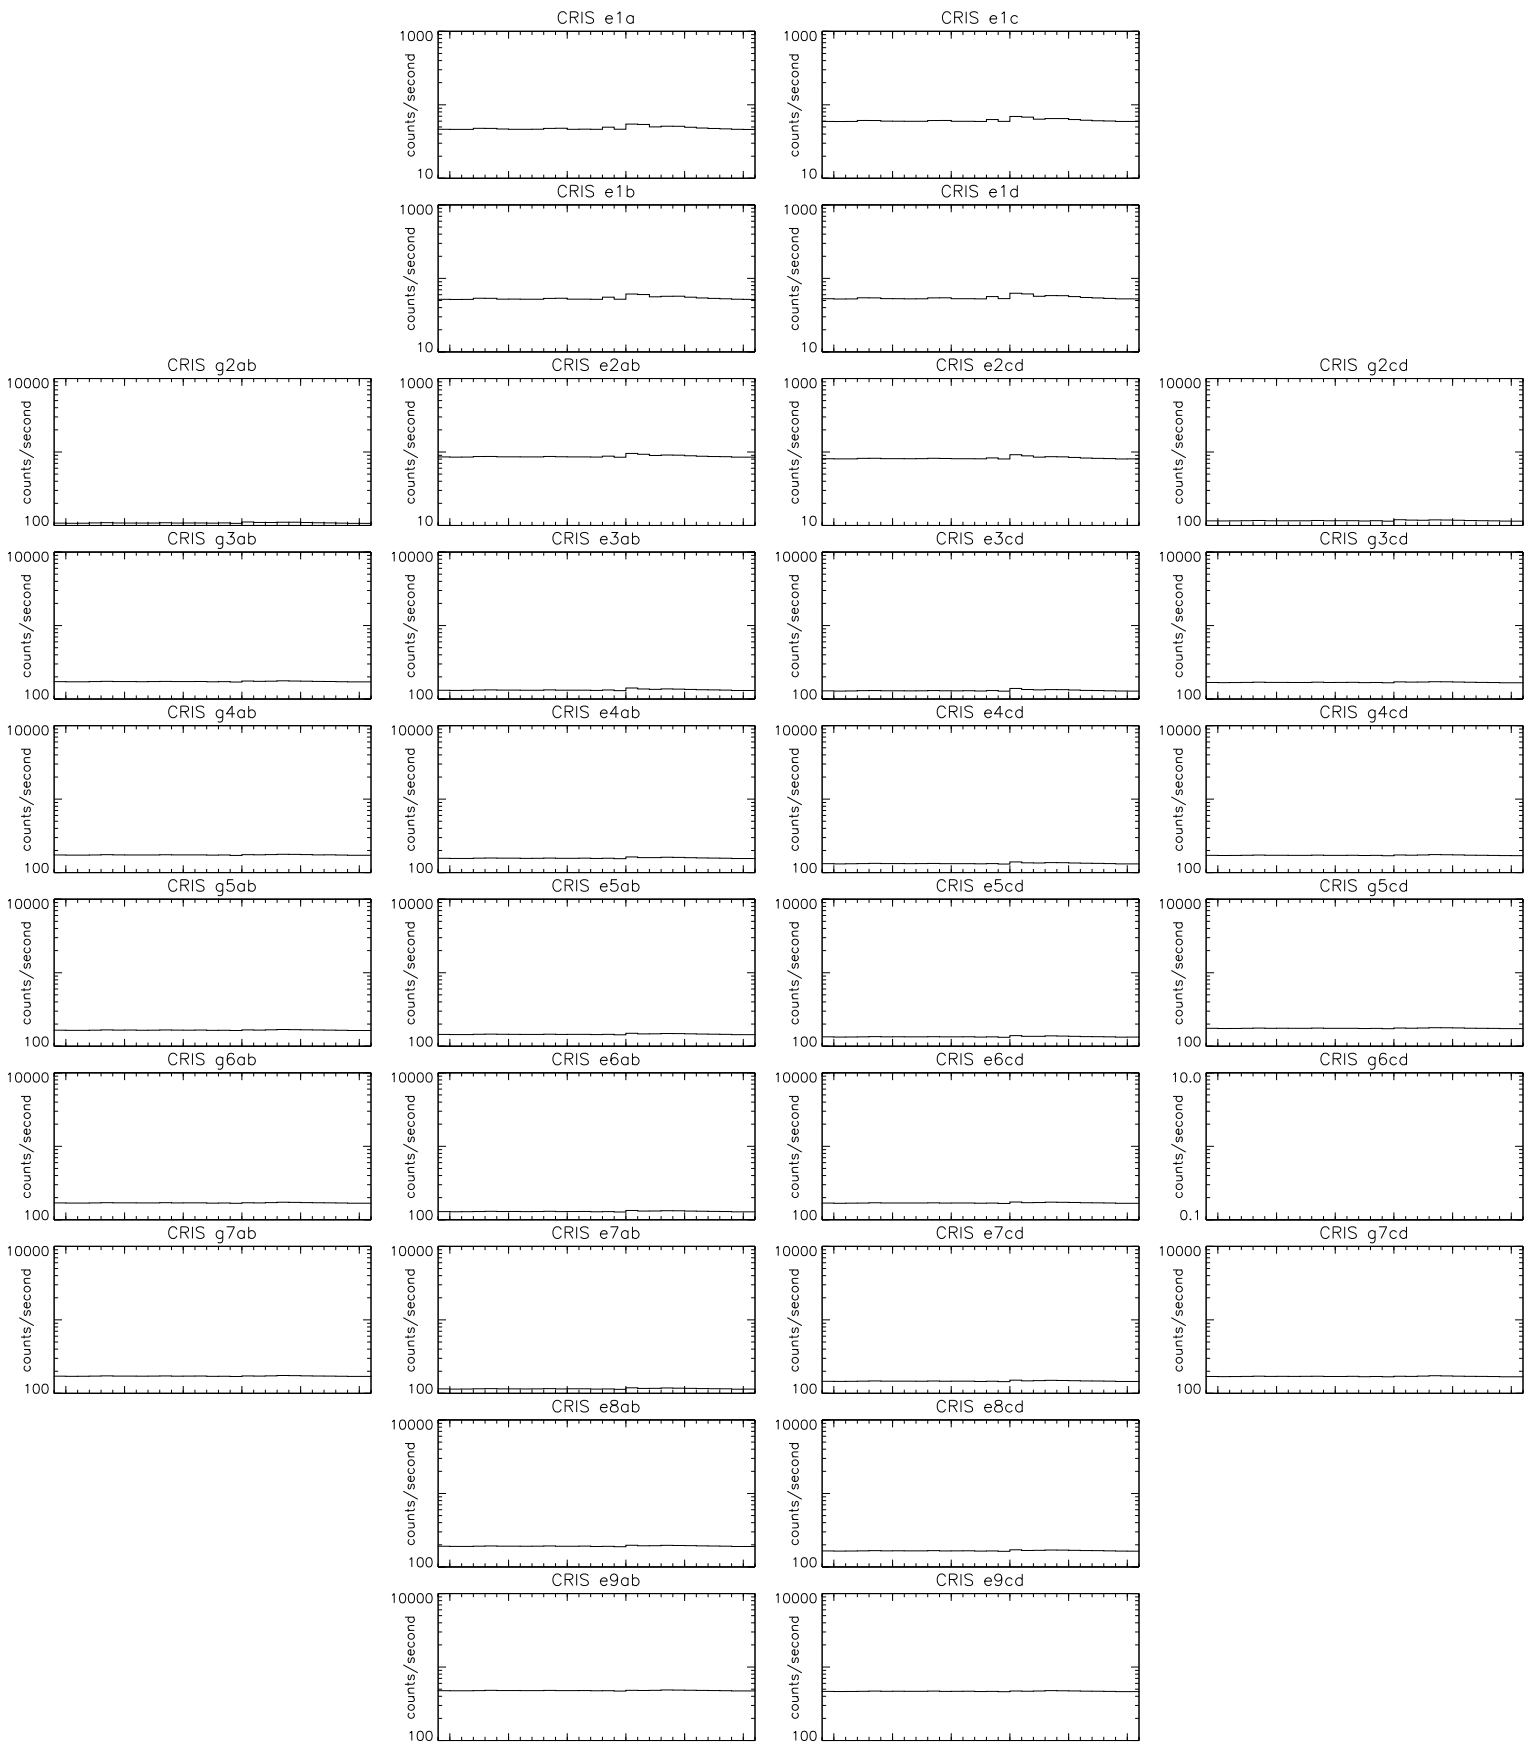 CRIS e1a
CRIS e1c
1000
counts/second
10
1000
counts/second
10
CRIS e1b
CRIS e1d
1000
counts/second
10
1000
counts/second
10
CRIS g2ab
CRIS e2ab
CRIS e2cd
CRIS g2cd
10000
counts/second
100
1000
counts/second
10
1000
counts/second
10
10000
counts/second
100
CRIS g3ab
CRIS e3ab
CRIS e3cd
CRIS g3cd
10000
counts/second
100
10000
counts/second
100
10000
counts/second
100
10000
counts/second
100
CRIS g4ab
CRIS e4ab
CRIS e4cd
CRIS g4cd
10000
counts/second
100
10000
counts/second
100
10000
counts/second
100
10000
counts/second
100
CRIS g5ab
CRIS e5ab
CRIS e5cd
CRIS g5cd
10000
counts/second
100
10000
counts/second
100
10000
counts/second
100
10000
counts/second
100
CRIS g6ab
CRIS e6ab
CRIS e6cd
CRIS g6cd
10000
counts/second
100
10000
counts/second
100
10000
counts/second
100
10.0
counts/second
0.1
CRIS g7ab
CRIS e7ab
CRIS e7cd
CRIS g7cd
10000
counts/second
100
10000
counts/second
100
10000
counts/second
100
10000
counts/second
100
CRIS e8ab
CRIS e8cd
10000
counts/second
100
10000
counts/second
100
CRIS e9ab
CRIS e9cd
10000
counts/second
100
10000
counts/second
100